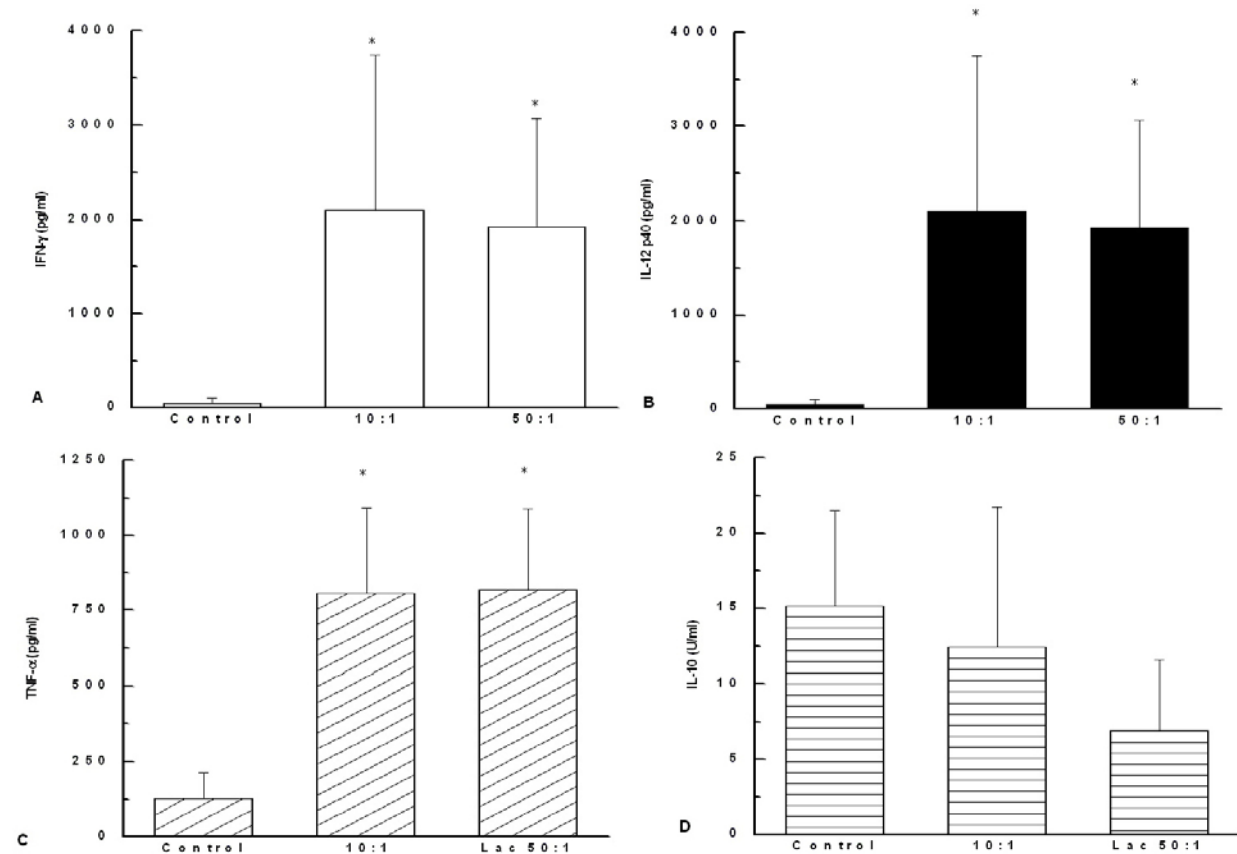 4000
3000
2000
1000
0
IFN-γ (pg/ml)
*
*
Control
10:1
50:1
A
4000
3000
2000
1000
0
IL-12 p40 (pg/ml)
*
*
Control
10:1
50:1
B
1250
1000
750
500
250
0
TNF-α (pg/ml)
*
*
Control
10:1
Lac 50:1
C
25
20
15
10
5
0
IL-10 (U/ml)
Control
10:1
Lac 50:1
D